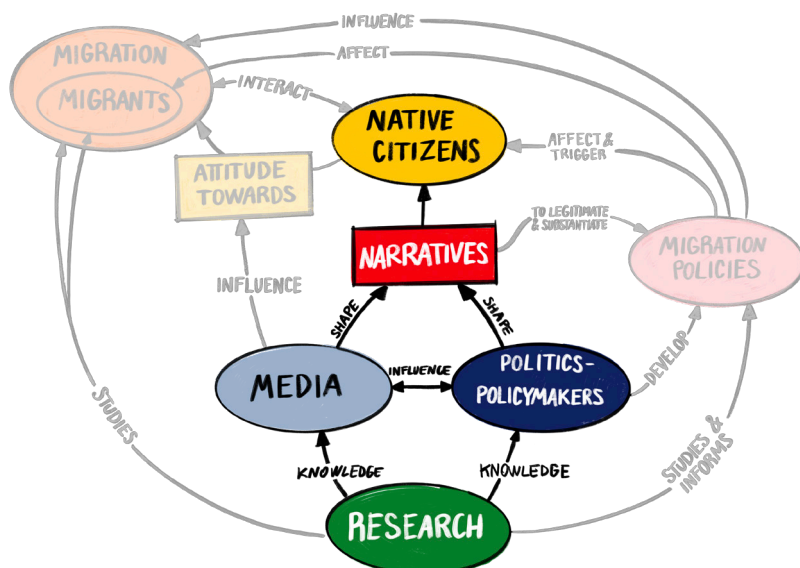 INFLUENCE
AFFECT
MIGRATION
MIGRANTS
INTERACT
NATIVE
CITIZENS
AFFECT &
TRIGGER
ATTITUDE
TOWARDS
TO LEGITIMATE
& SUBSTANTIATE
NARRATIVES
MIGRATION
POLICIES
INFLUENCE
SHAPE
SHAPE
MEDIA
INFLUENCE
POLITICS-
POLICYMAKERS
DEVELOP
STUDIES
KNOWLEDGE
KNOWLEDGE
STUDIES &
INFORMS
RESEARCH